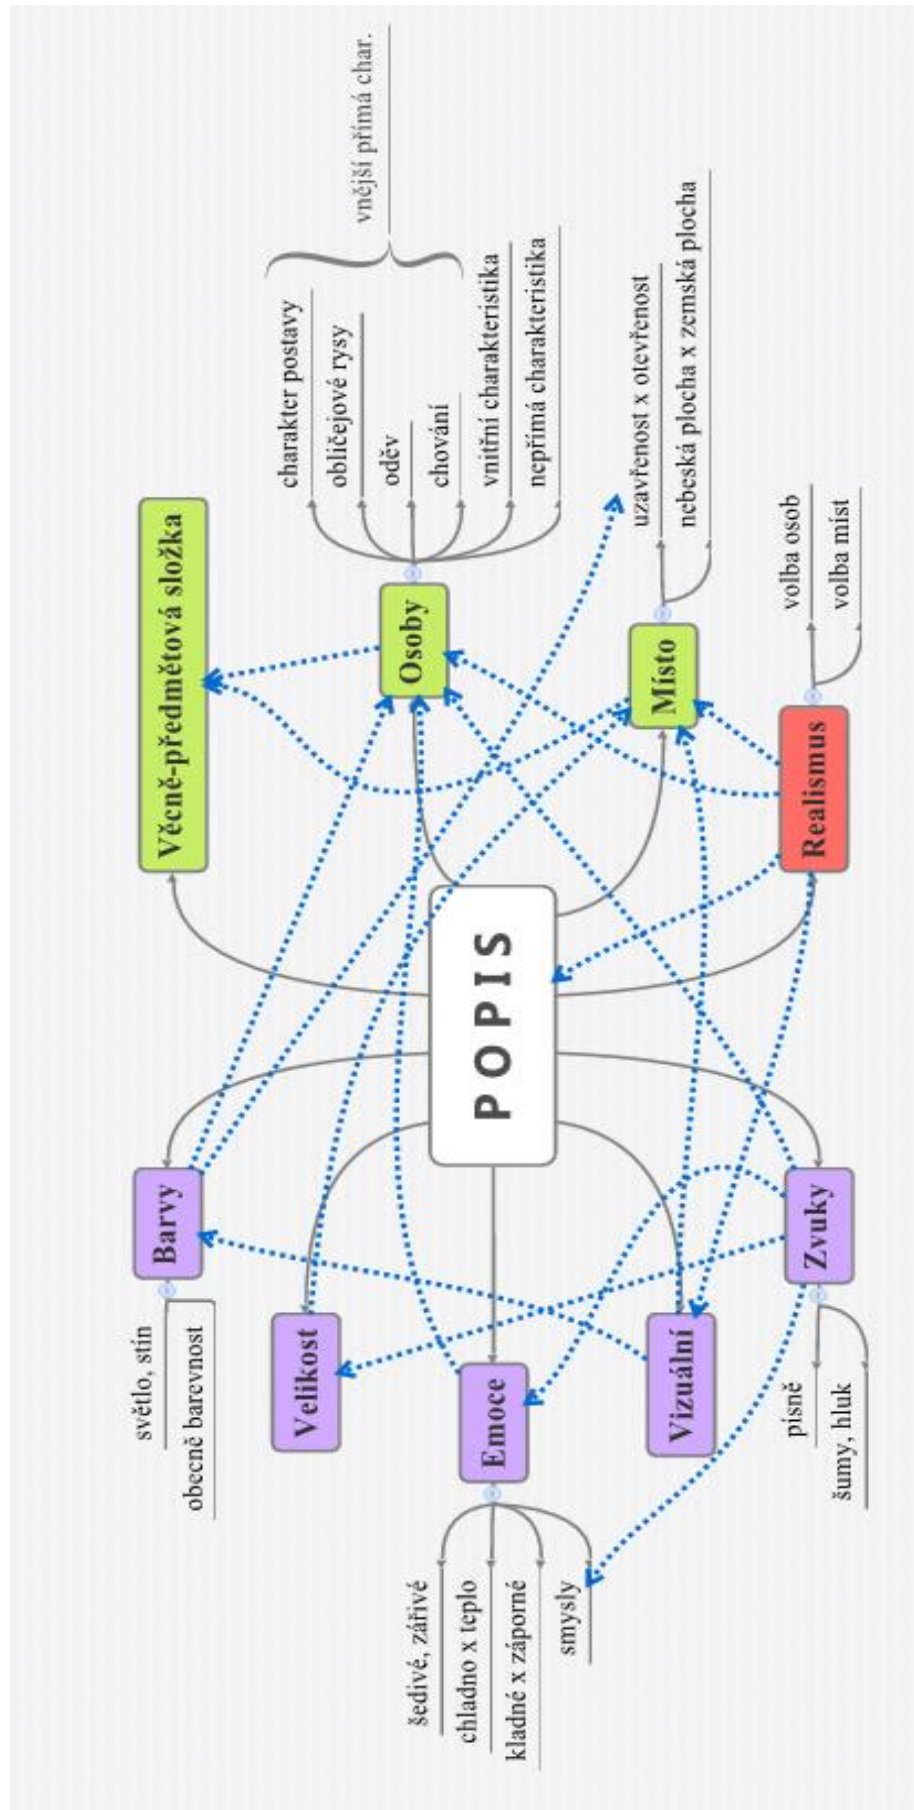 POPIS
Věcně-předmětová složka
Osoby
charakter postavy
obličejové rysy
oděv
chování
vnější přímá char.
vnitřní charakteristika
nepřímá charakteristika
Místo
uzavřenost x otevřenost
nebeská plocha x zemská plocha
Realismus
volba osob
volba míst
Barvy
světlo, stín
obecně barevnost
Velikost
Emoce
šedivé, zářivé
chladno x teplo
kladné x záporné
smysly
Vizuální
Zvuky
písně
šumy, hluk